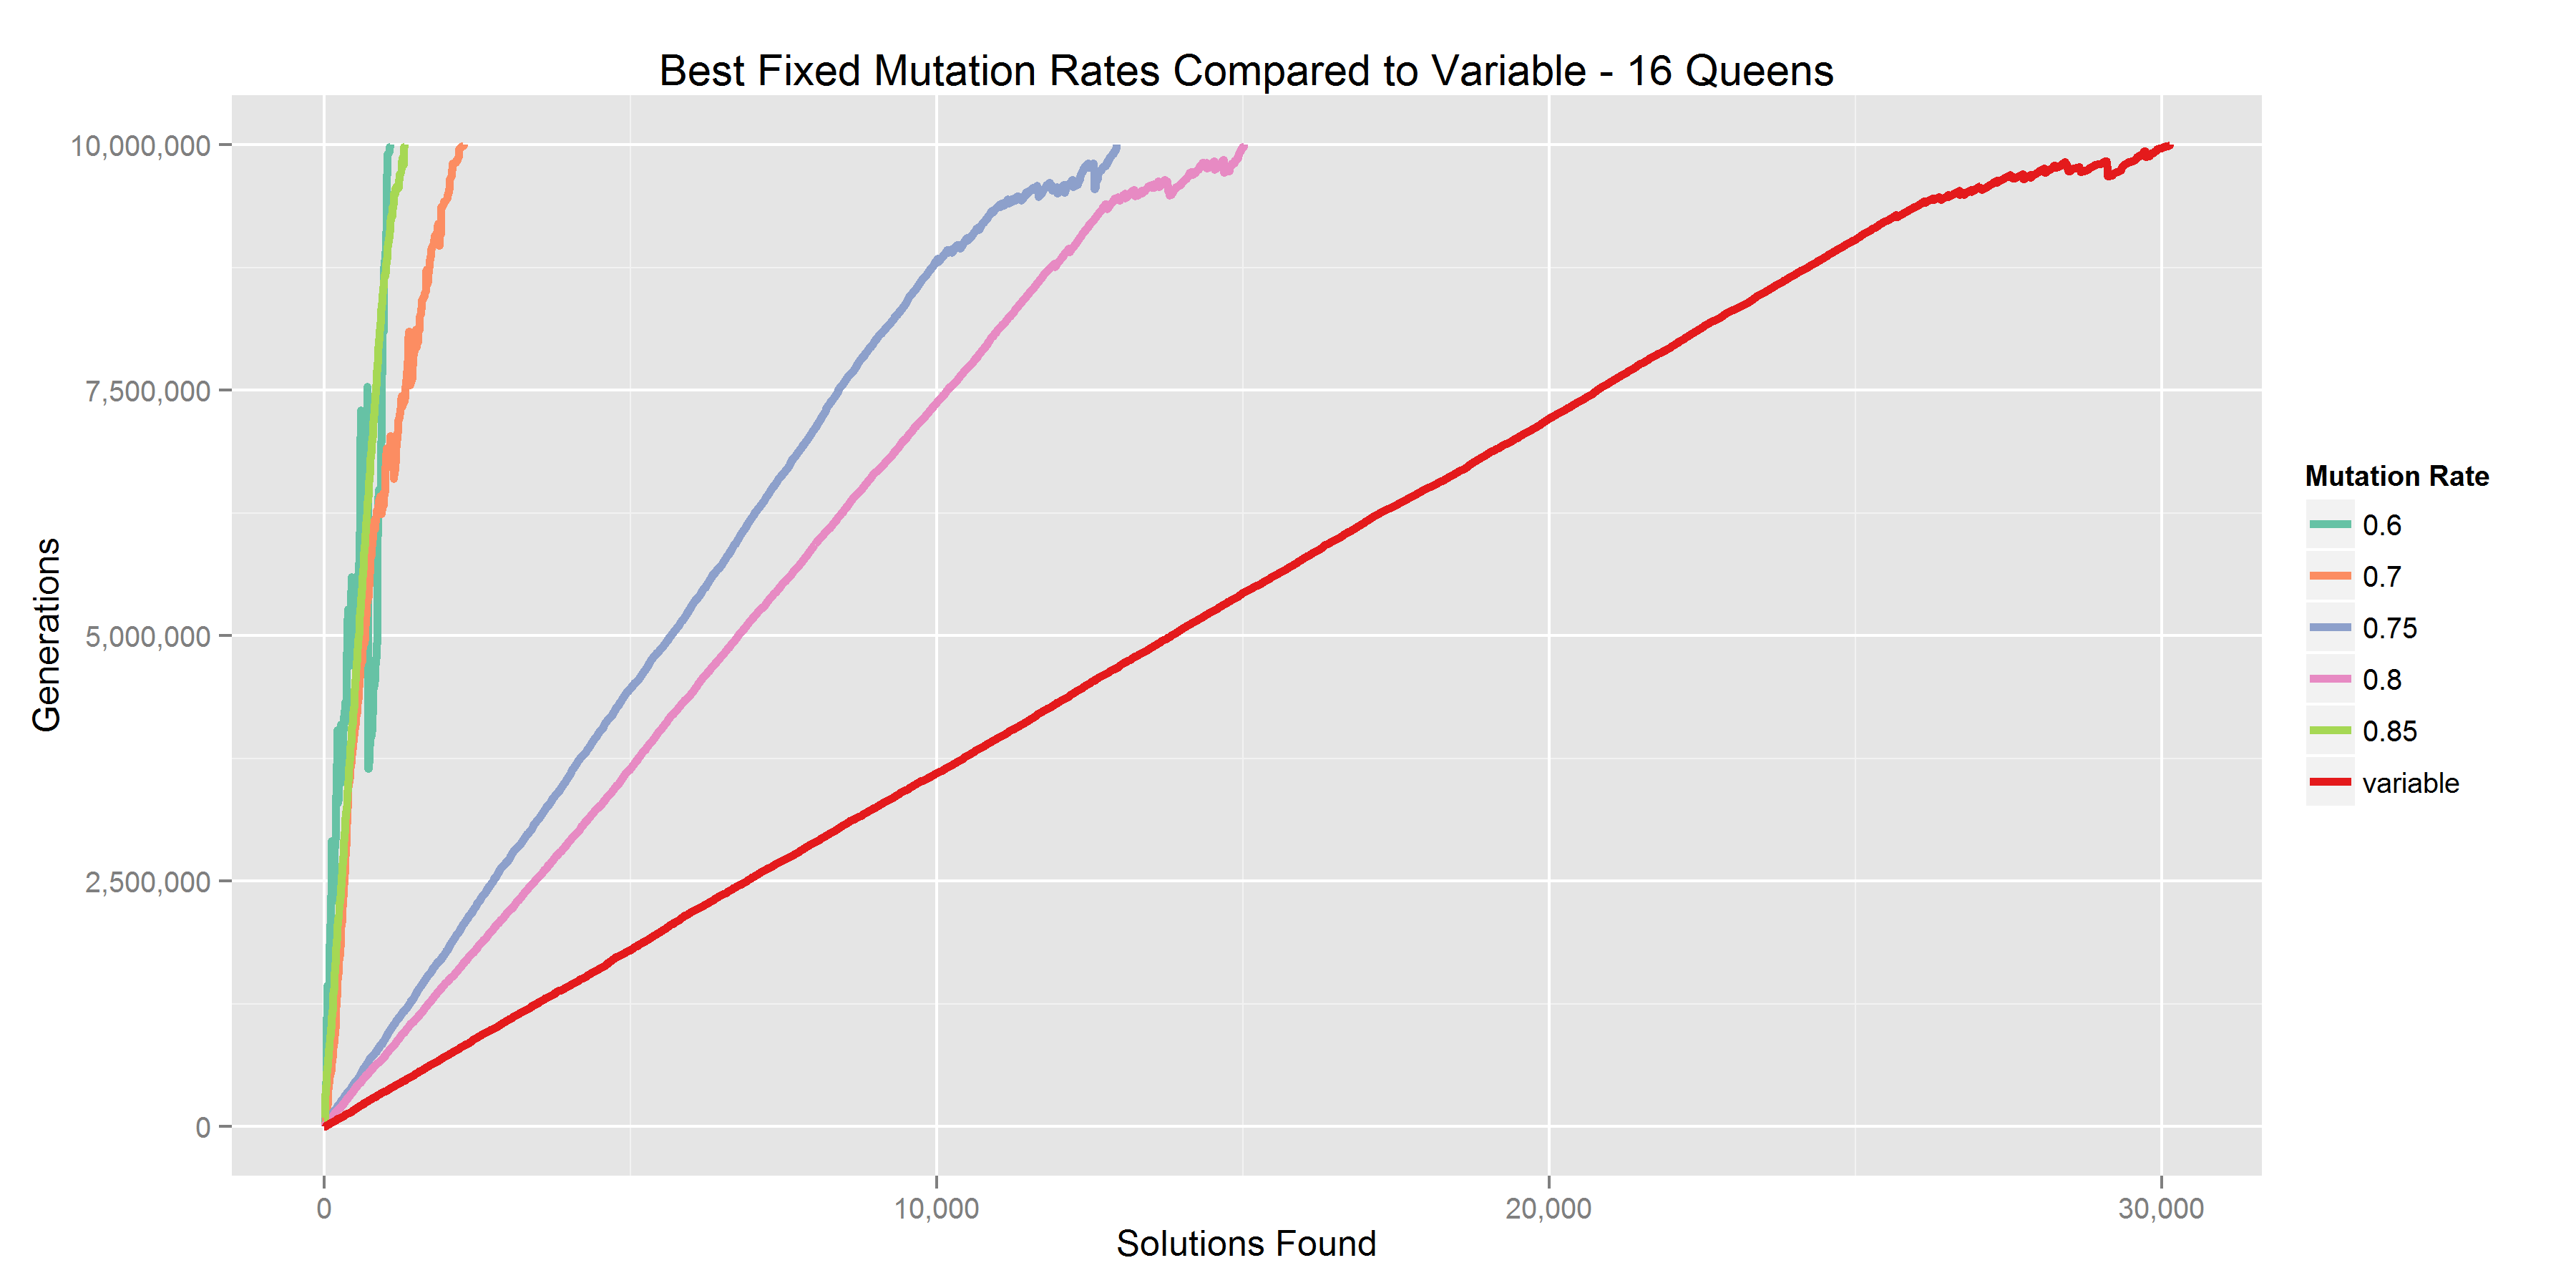 Best Fixed Mutation Rates Compared to Variable - 16 Queens
10,000,000
7,500,000
5,000,000
2,500,000
0
Generations
0 10,000 20,000 30,000
Solutions Found
Mutation Rate
0.6
0.7
0.75
0.8
0.85
variable